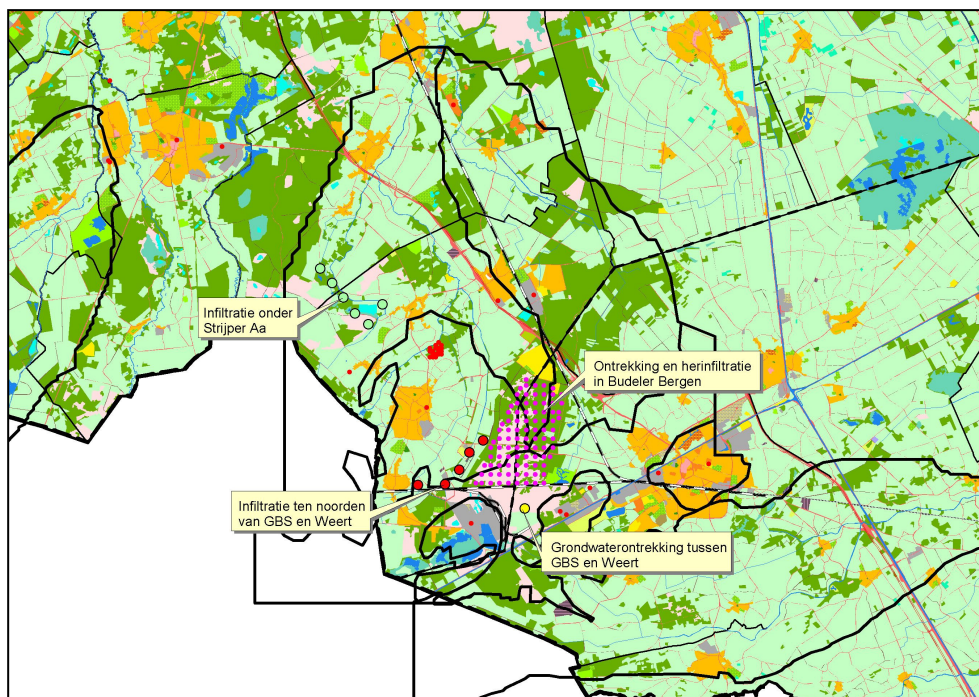 Infiltratie onder
Strijper Aa
Ontrekking en herinfiltratie
in Budeler Bergen
Infiltratie ten noorden
van GBS en Weert
Grondwaterontrekking tussen
GBS en Weert